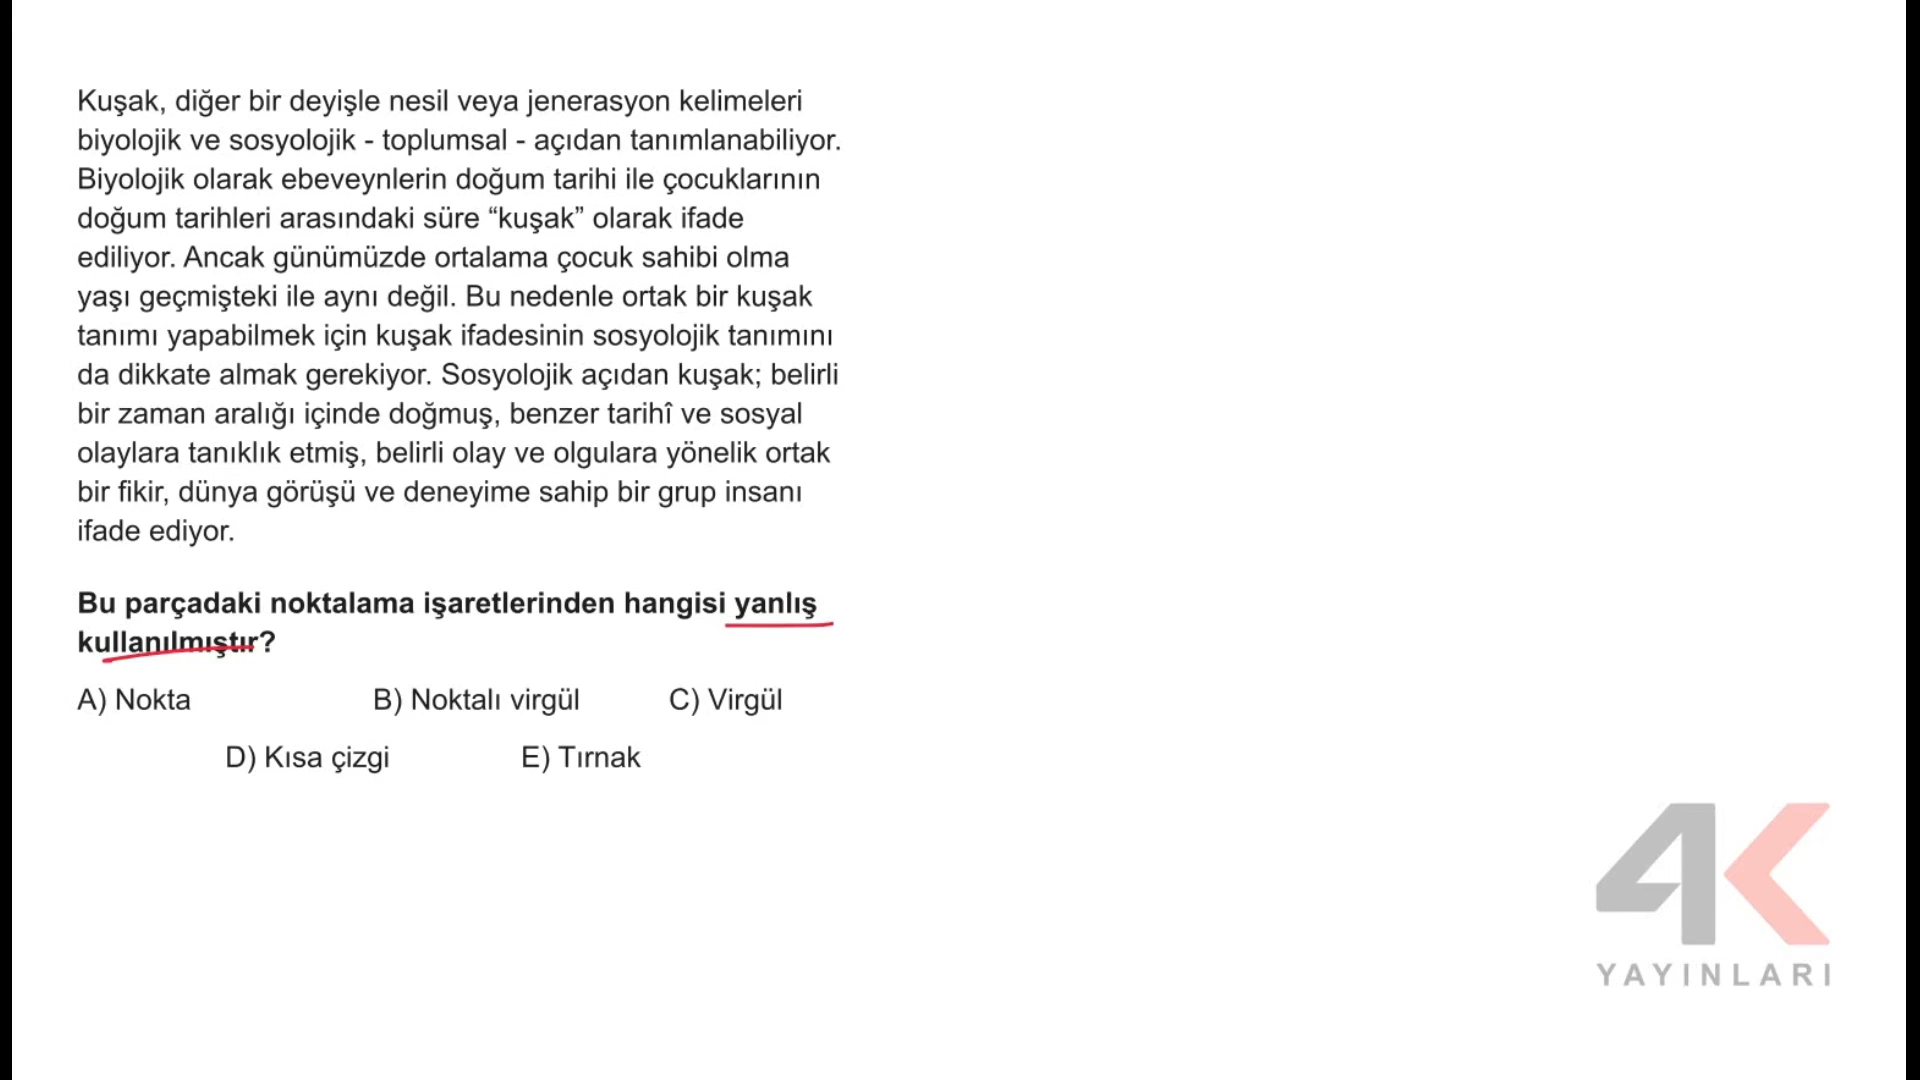 Kuşak, diğer bir deyişle nesil veya jenerasyon kelimeleri
biyolojik ve sosyolojik - toplumsal - açıdan tanımlanabiliyor.
Biyolojik olarak ebeveynlerin doğum tarihi ile çocuklarının
doğum tarihleri arasındaki süre “kuşak” olarak ifade
ediliyor. Ancak günümüzde ortalama çocuk sahibi olma
yaşı geçmişteki ile aynı değil. Bu nedenle ortak bir kuşak
tanımı yapabilmek için kuşak ifadesinin sosyolojik tanımını
da dikkate almak gerekiyor. Sosyolojik açıdan kuşak; belirli
bir zaman aralığı içinde doğmuş, benzer tarihî ve sosyal
olaylara tanıklık etmiş, belirli olay ve olgulara yönelik ortak
bir fikir, dünya görüşü ve deneyime sahip bir grup insanı
ifade ediyor.
Bu parçadaki noktalama işaretlerinden hangisi yanlış
kullanılmıştır?
A) Nokta B) Noktalı virgül C) Virgül
D) Kısa çizgi E) Tırnak
4K
YAYINLARI